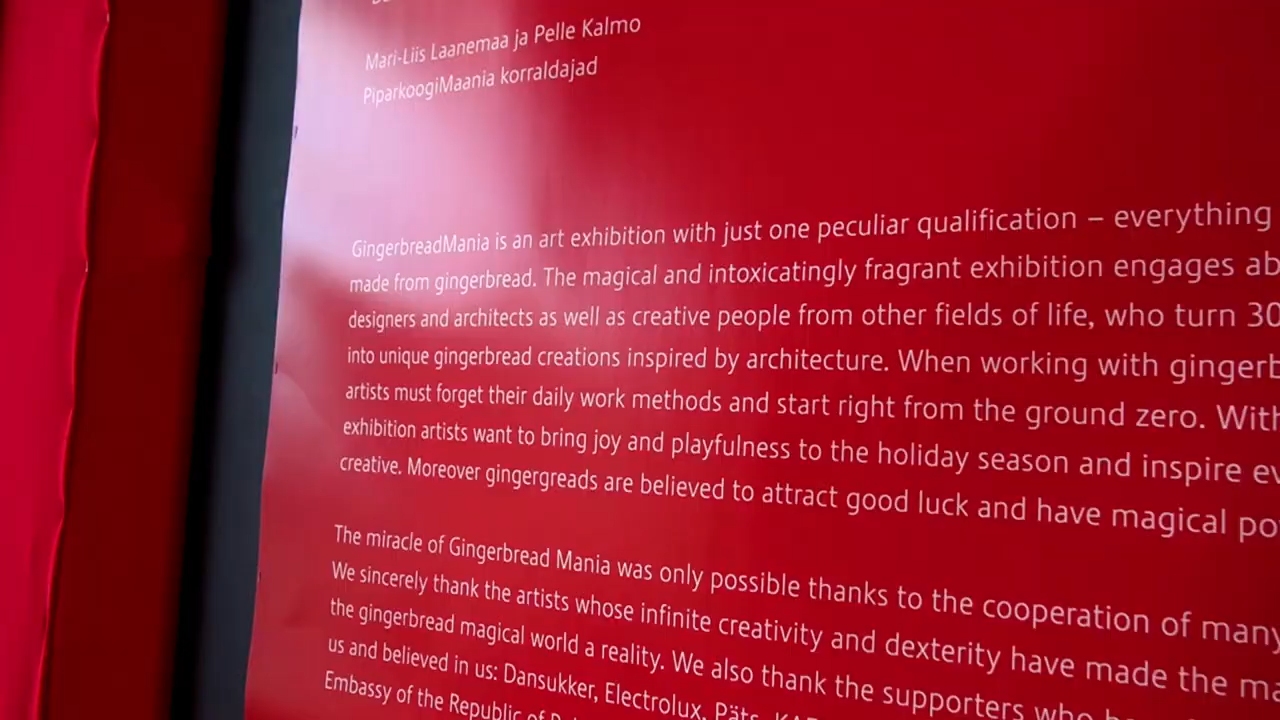 Mari-Liis Laanemaa ja Pelle Kalmo
PiparkoogiMaania korraldajad
GingerbreadMania is an art exhibition with just one peculiar qualification – everything
made from gingerbread. The magical and intoxicatingly fragrant exhibition engages ab
designers and architects as well as creative people from other fields of life, who turn 30
into unique gingerbread creations inspired by architecture. When working with gingerb
artists must forget their daily work methods and start right from the ground zero. With
exhibition artists want to bring joy and playfulness to the holiday season and inspire ev
creative. Moreover gingergreads are believed to attract good luck and have magical po
The miracle of Gingerbread Mania was only possible thanks to the cooperation of many
We sincerely thank the artists whose infinite creativity and dexterity have made the ma
the gingerbread magical world a reality. We also thank the supporters who
us and believed in us: Dansukker, Electrolux, Päts,
Embassy of the Republic of